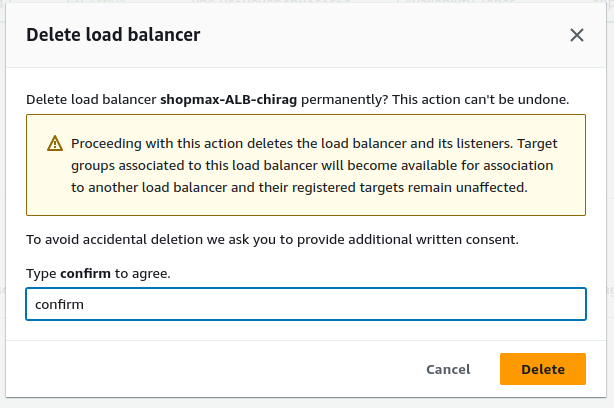 Delete load balancer
Delete load balancer shopmax-ALB-chirag permanently? This action can't be undone.
Proceeding with this action deletes the load balancer and its listeners. Target
groups associated to this load balancer will become available for association
to another load balancer and their registered targets remain unaffected.
To avoid accidental deletion we ask you to provide additional written consent.
Type confirm to agree.
confirm
Cancel
Delete